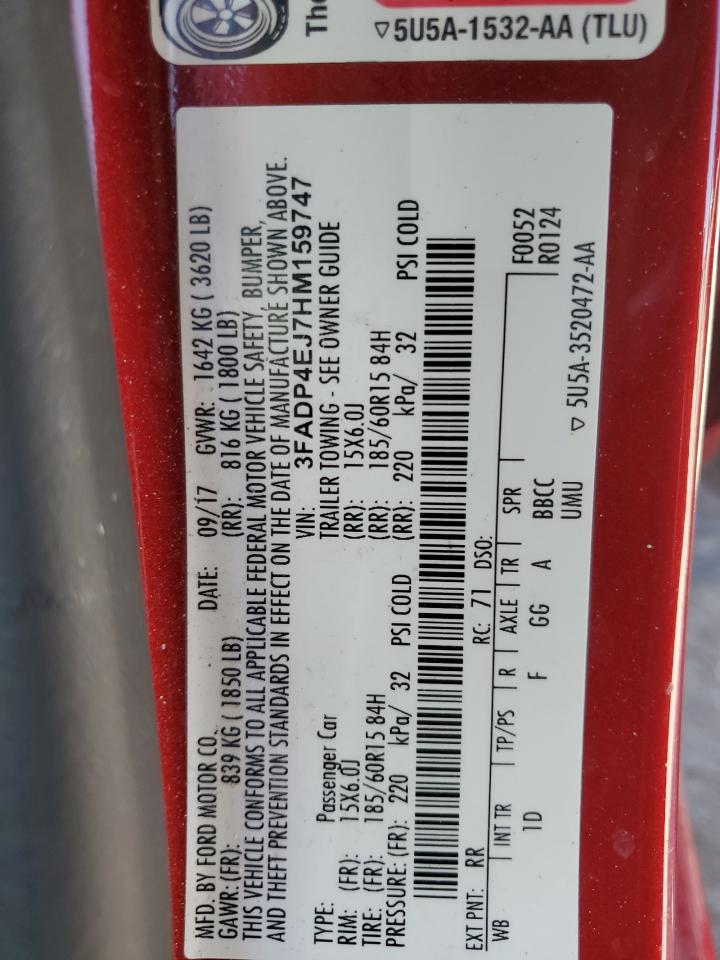 The
▽5U5A-1532-AA (TLU)
MFD. BY FORD MOTOR CO. DATE: 09/17 GVWR: 1642 KG ( 3620 LB)
GAWR: (FR): 839 KG ( 1850 LB) (RR): 816 KG ( 1800 LB)
THIS VEHICLE CONFORMS TO ALL APPLICABLE FEDERAL MOTOR VEHICLE SAFETY, BUMPER,
AND THEFT PREVENTION STANDARDS IN EFFECT ON THE DATE OF MANUFACTURE SHOWN ABOVE.
VIN: 3FADP4EJ7HM159747
TYPE: Passenger Car TRAILER TOWING - SEE OWNER GUIDE
RIM: (FR): 15X6.0J (RR): 15X6.0J
TIRE: (FR): 185/60R15 84H (RR): 185/60R15 84H
PRESSURE: (FR): 220 kPa/ 32 PSI COLD (RR): 220 kPa/ 32 PSI COLD
EXT PNT: RR RC: 71 DSO:
WB INT TR TP/PS R AXLE TR SPR F0052
1D F GG A BBCC R0124
UMU
▽ 5U5A-3520472-AA